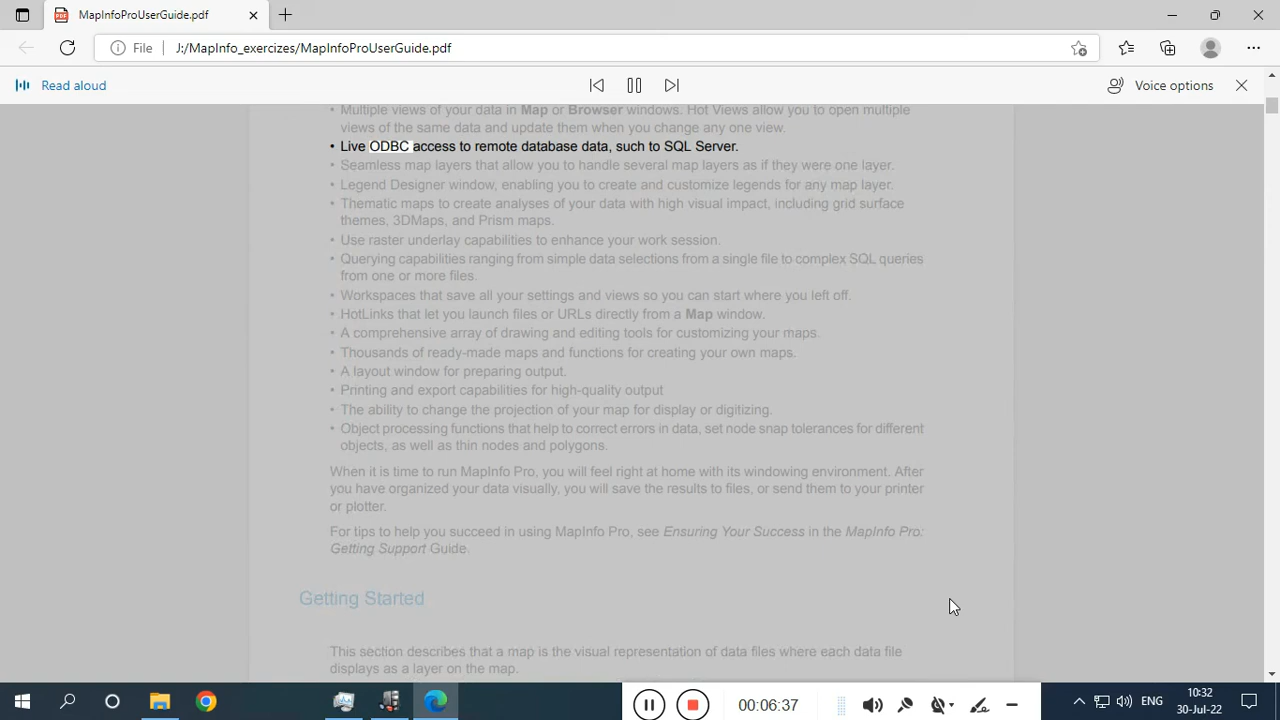 MapInfoProUserGuide.pdf
File J:/MapInfo_exercizes/MapInfoProUserGuide.pdf
Read aloud
Voice options
• Multiple views of your data in Map or Browser windows. Hot Views allow you to open multiple
views of the same data and update them when you change any one view.
• Live ODBC access to remote database data, such to SQL Server.
• Seamless map layers that allow you to handle several map layers as if they were one layer.
• Legend Designer window, enabling you to create and customize legends for any map layer.
• Thematic maps to create analyses of your data with high visual impact, including grid surface
themes, 3DMaps, and Prism maps.
• Use raster underlay capabilities to enhance your work session.
• Querying capabilities ranging from simple data selections from a single file to complex SQL queries
from one or more files.
• Workspaces that save all your settings and views so you can start where you left off.
• HotLinks that let you launch files or URLs directly from a Map window.
• A comprehensive array of drawing and editing tools for customizing your maps.
• Thousands of ready-made maps and functions for creating your own maps.
• A layout window for preparing output.
• Printing and export capabilities for high-quality output
• The ability to change the projection of your map for display or digitizing.
• Object processing functions that help to correct errors in data, set node snap tolerances for different
objects, as well as thin nodes and polygons.
When it is time to run MapInfo Pro, you will feel right at home with its windowing environment. After
you have organized your data visually, you will save the results to files, or send them to your printer
or plotter.
For tips to help you succeed in using MapInfo Pro, see Ensuring Your Success in the MapInfo Pro:
Getting Support Guide.
Getting Started
This section describes that a map is the visual representation of data files where each data file
displays as a layer on the map.
00:06:37
ENG
10:32
30-Jul-22